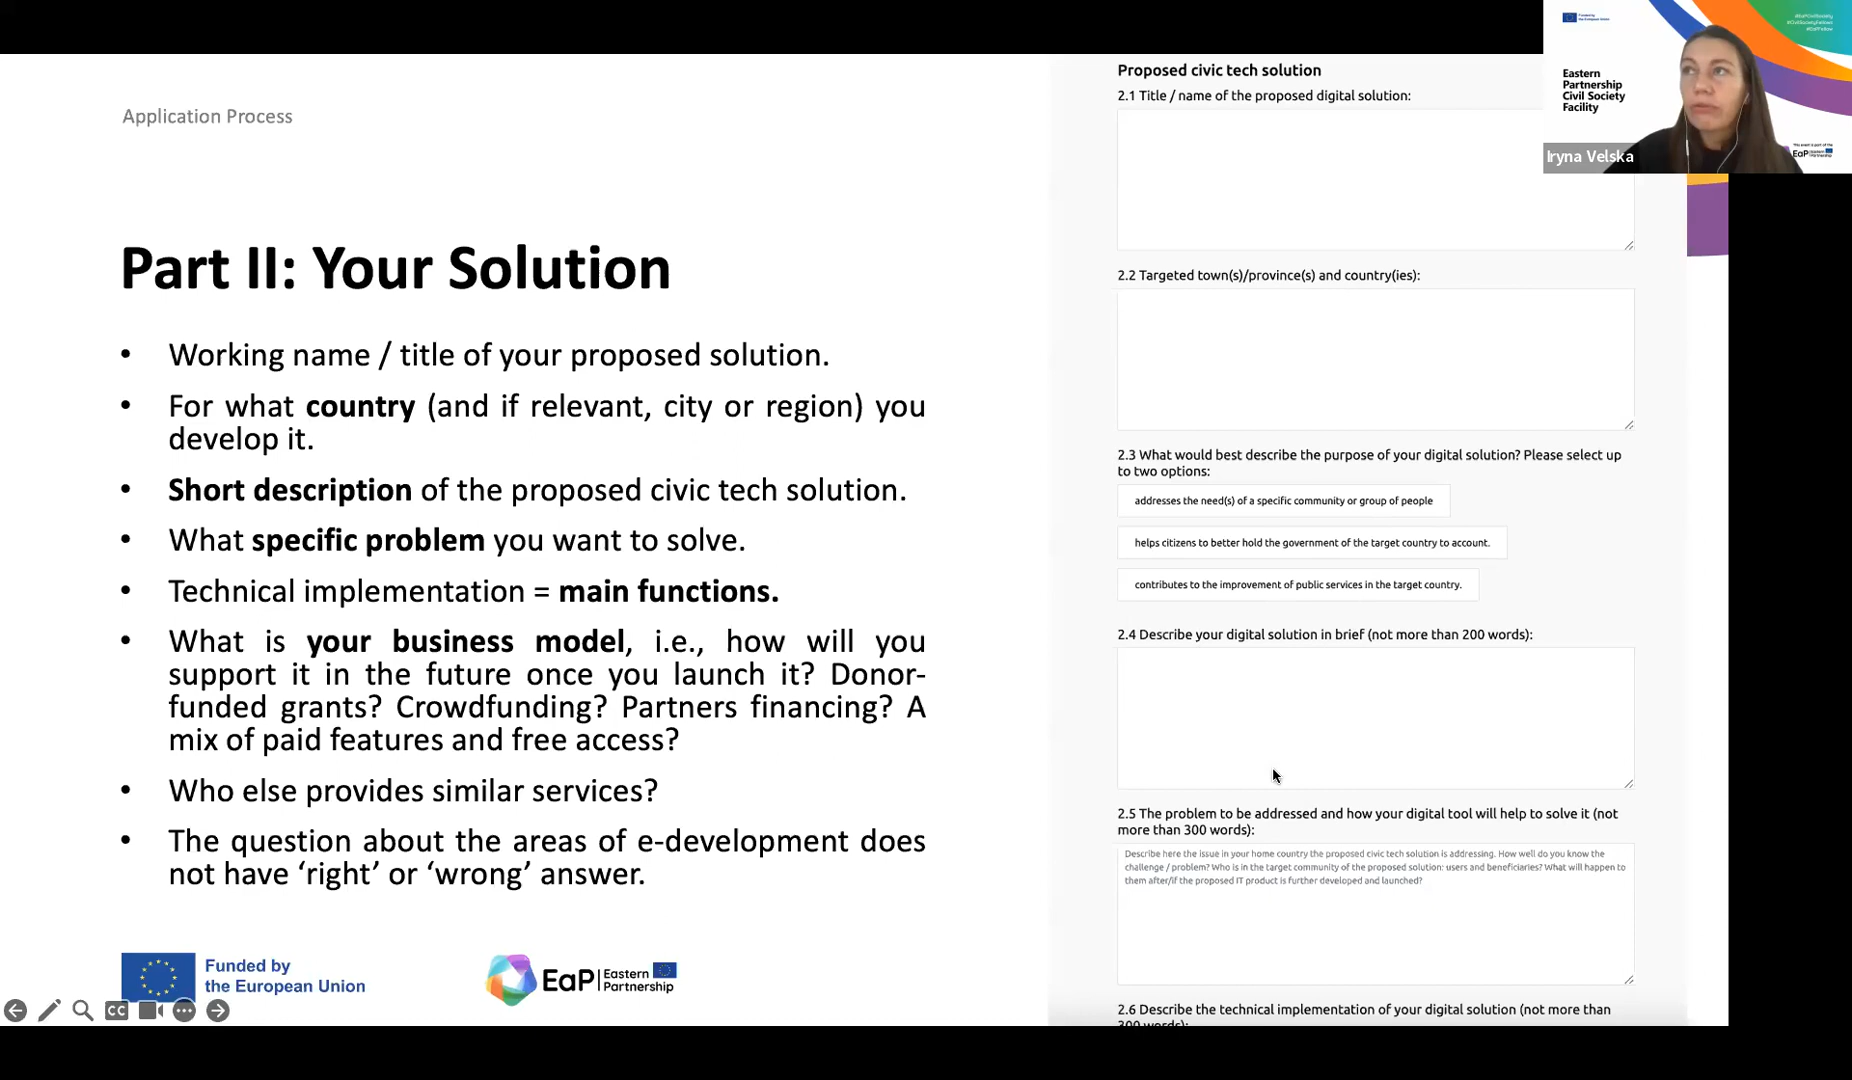 Application Process
Part II: Your Solution
• Working name / title of your proposed solution.
• For what country (and if relevant, city or region) you
develop it.
• Short description of the proposed civic tech solution.
• What specific problem you want to solve.
• Technical implementation = main functions.
• What is your business model, i.e., how will you
support it in the future once you launch it? Donor-
funded grants? Crowdfunding? Partners financing? A
mix of paid features and free access?
• Who else provides similar services?
• The question about the areas of e-development does
not have ‘right’ or ‘wrong’ answer.
Funded by
the European Union
EaP
Eastern
Partnership
CC
Proposed civic tech solution
2.1 Title / name of the proposed digital solution:
2.2 Targeted town(s)/province(s) and country(ies):
2.3 What would best describe the purpose of your digital solution? Please select up
to two options:
addresses the need(s) of a specific community or group of people
helps citizens to better hold the government of the target country to account.
contributes to the improvement of public services in the target country.
2.4 Describe your digital solution in brief (not more than 200 words):
2.5 The problem to be addressed and how your digital tool will help to solve it (not
more than 300 words):
Describe here the issue in your home country the proposed civic tech solution is addressing. How well do you know the
challenge / problem? Who is in the target community of the proposed solution: users and beneficiaries? What will happen to
them after/if the proposed IT product is further developed and launched?
2.6 Describe the technical implementation of your digital solution (not more than
300 words):
Funded by
the European Union
Eastern
Partnership
Civil Society
Facility
Iryna Velska
EaP